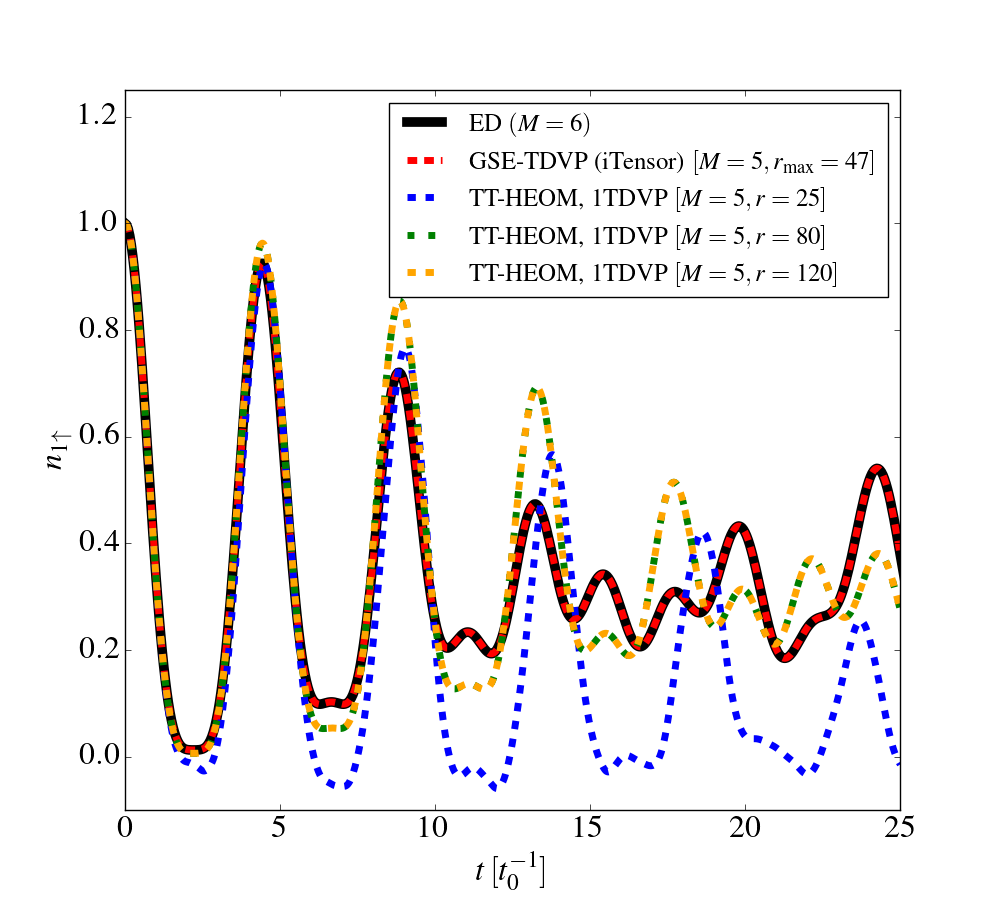 1.2
1.0
0.8
0.6
0.4
0.2
0.0
n₁↑
ED (M = 6)
GSE-TDVP (iTensor) [M = 5, r_max = 47]
TT-HEOM, 1TDVP [M = 5, r = 25]
TT-HEOM, 1TDVP [M = 5, r = 80]
TT-HEOM, 1TDVP [M = 5, r = 120]
0 5 10 15 20 25
t [t₀⁻¹]